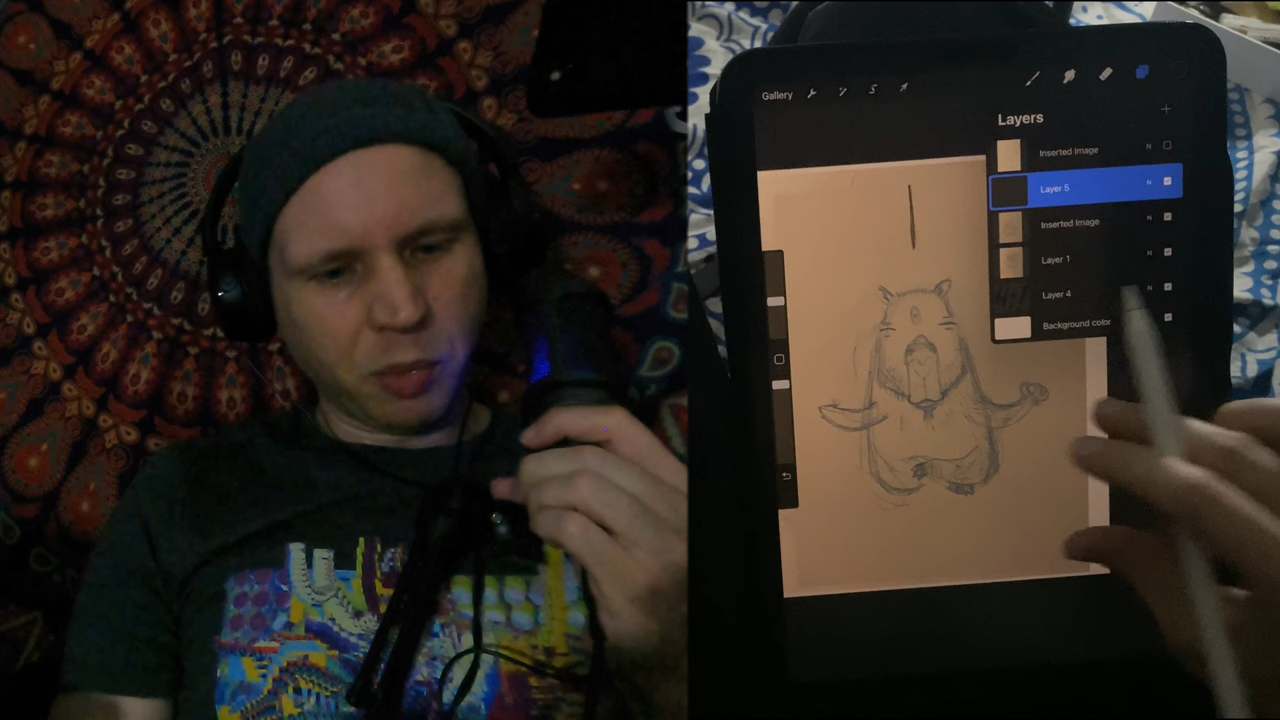 Gallery
Layers
Inserted Image N
Layer 5 N
Inserted Image N
Layer 1 N
Layer 4 N
Background color